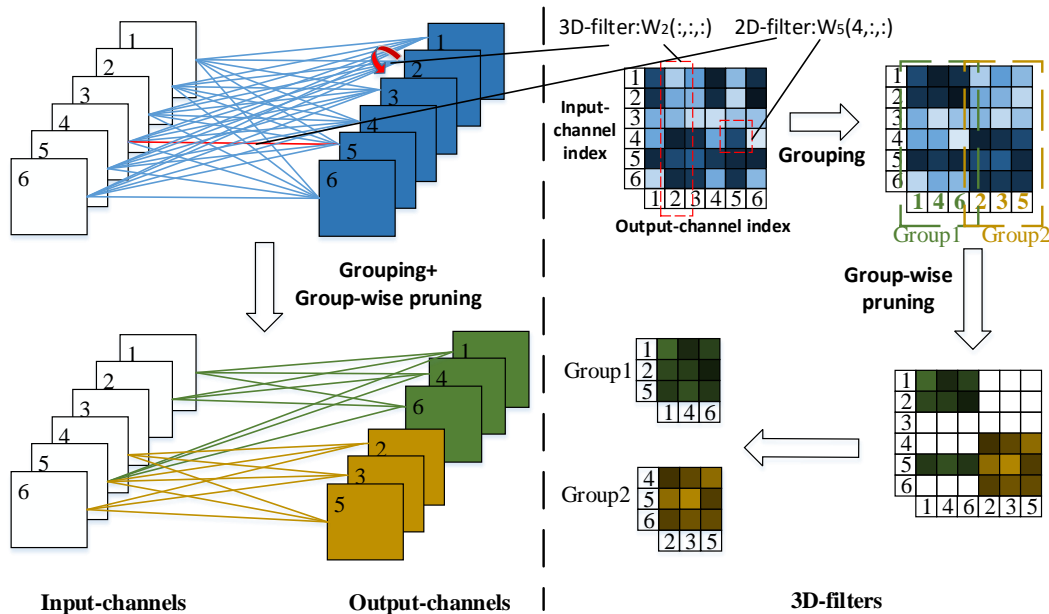 3D-filter:W2(:,:,:)
2D-filter:W5(4,:,:)
1
2
3
4
5
6
1
2
3
4
5
6
Input-
channel
index
1
2
3
4
5
6
1 2 3 4 5 6
Output-channel index
Grouping
1
2
3
4
5
6
1 4 6 2 3 5
Group1 Group2
Grouping+
Group-wise pruning
Group-wise
pruning
1
2
3
4
5
6
1
4
6
2
3
5
Group1
1
2
5
1 4 6
Group2
4
5
6
2 3 5
1
2
3
4
5
6
1 4 6 2 3 5
Input-channels
Output-channels
3D-filters